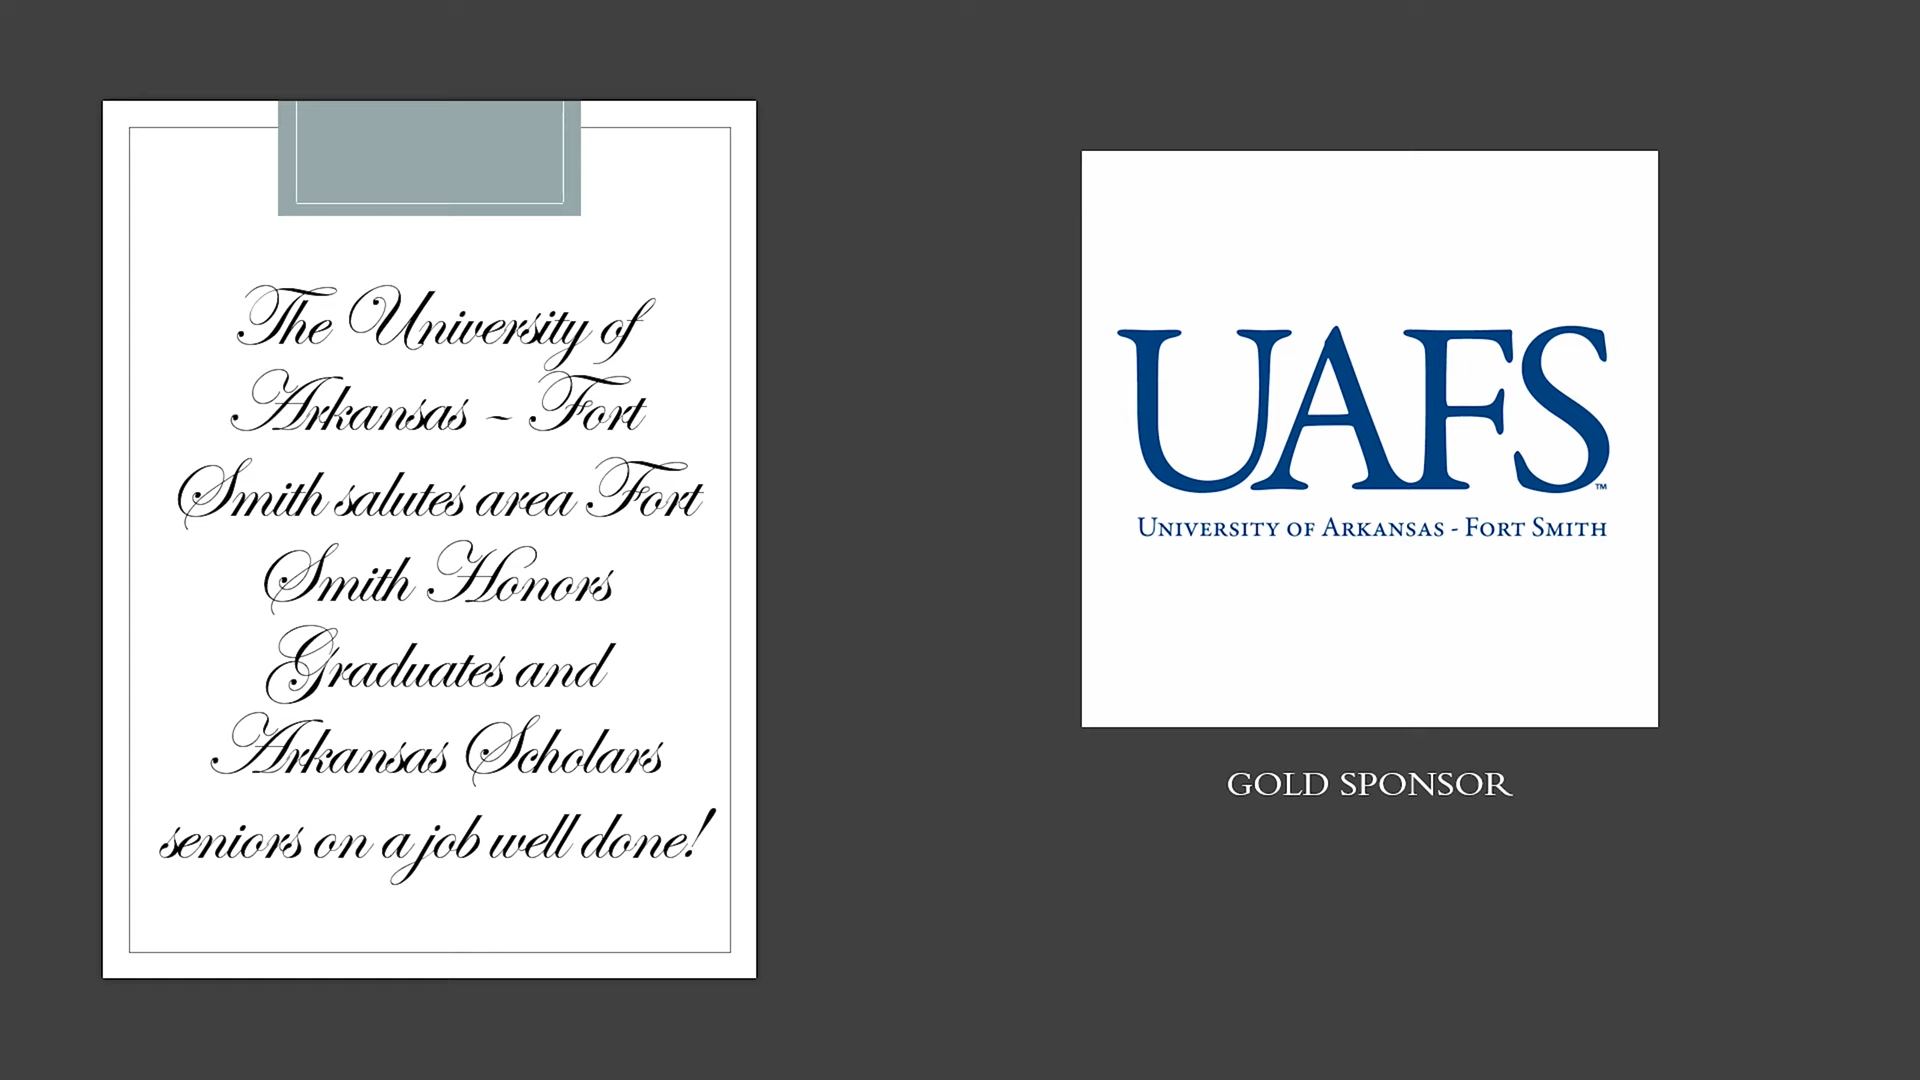 The University of
Arkansas – Fort
Smith salutes area Fort
Smith Honors
Graduates and
Arkansas Scholars
seniors on a job well done!
UAFS™
University of Arkansas - Fort Smith
GOLD SPONSOR